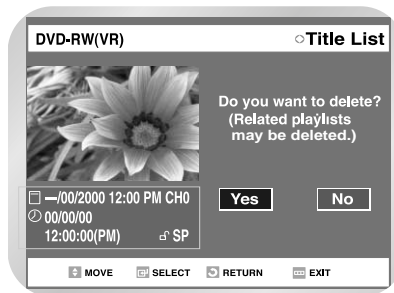 DVD-RW(VR)
Title List
Do you want to delete?
(Related playlists
may be deleted.)
—/00/2000 12:00 PM CH0
00/00/00
12:00:00(PM) SP
Yes No
MOVE SELECT RETURN EXIT